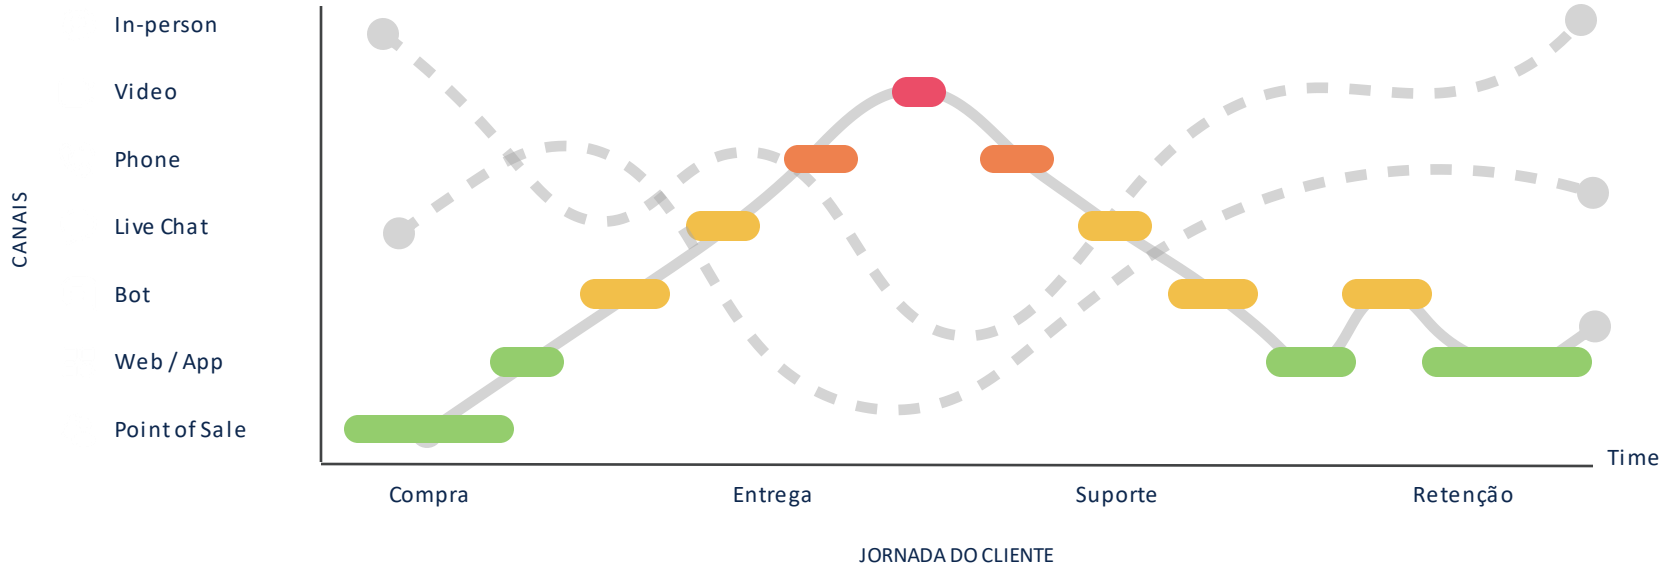 In-person
Video
Phone
Live Chat
Bot
Web / App
Point of Sale
CANAIS
Time
Compra
Entrega
Suporte
Retenção
JORNADA DO CLIENTE